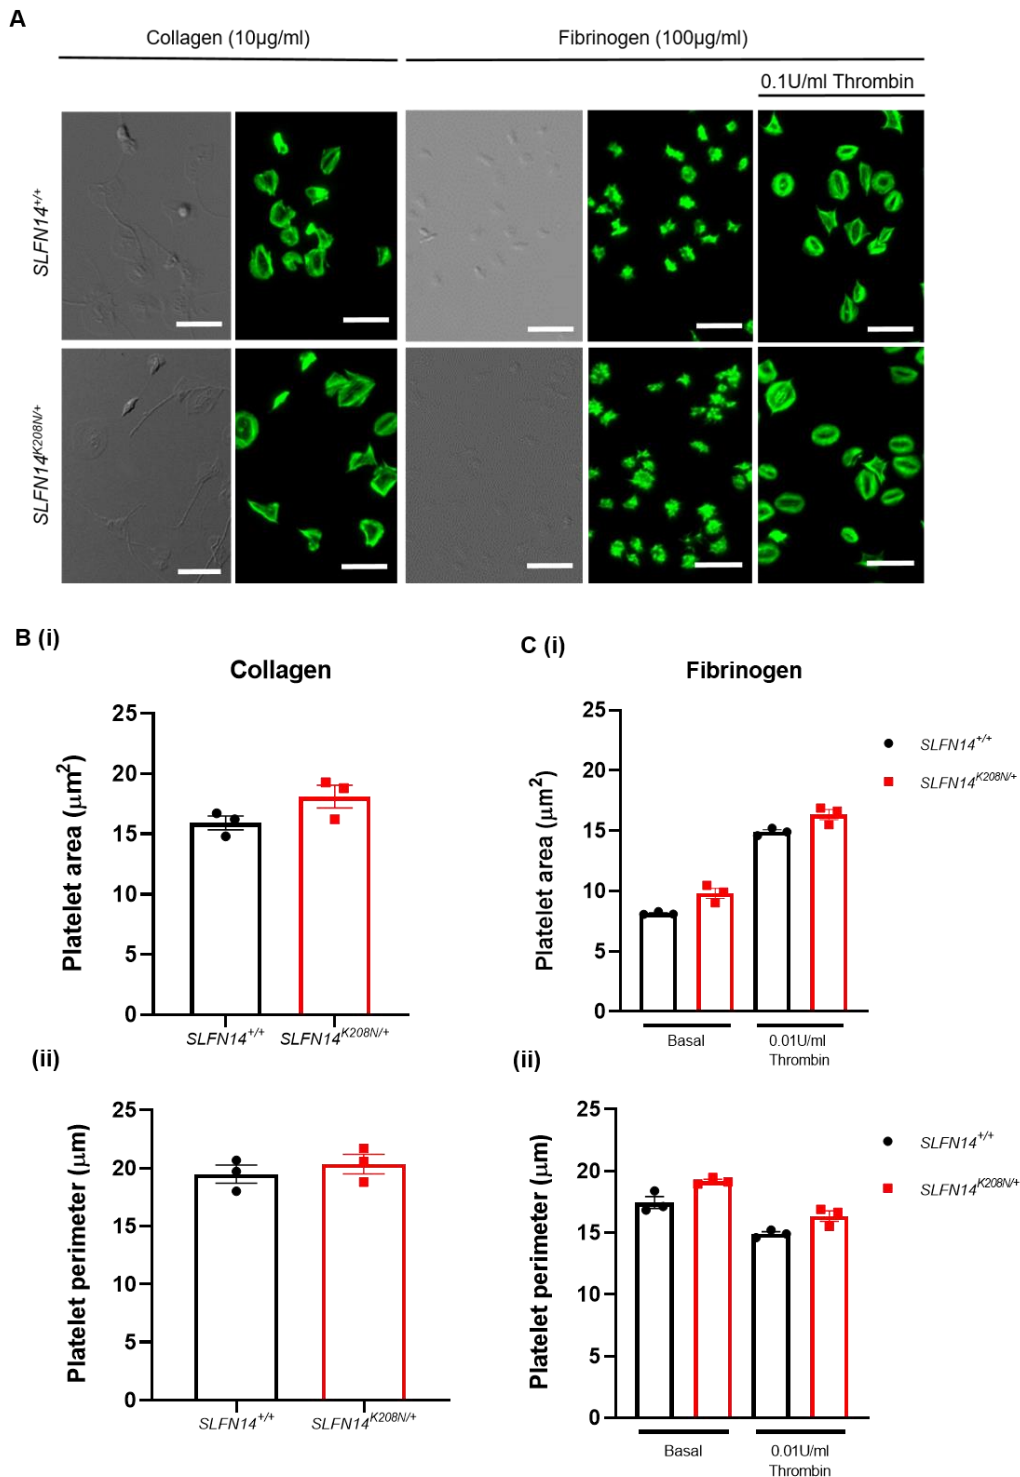 A
Collagen (10µg/ml)
Fibrinogen (100µg/ml)
0.1U/ml Thrombin
SLFN14+/+
SLFN14K208N/+
B (i)
Collagen
25
20
15
10
5
0
Platelet area (µm2)
SLFN14+/+
SLFN14K208N/+
C (i)
Fibrinogen
25
20
15
10
5
0
Platelet area (µm2)
Basal
0.01U/ml
Thrombin
SLFN14+/+
SLFN14K208N/+
(ii)
25
20
15
10
5
0
Platelet perimeter (µm)
SLFN14+/+
SLFN14K208N/+
(ii)
25
20
15
10
5
0
Platelet perimeter (µm)
Basal
0.01U/ml
Thrombin
SLFN14+/+
SLFN14K208N/+